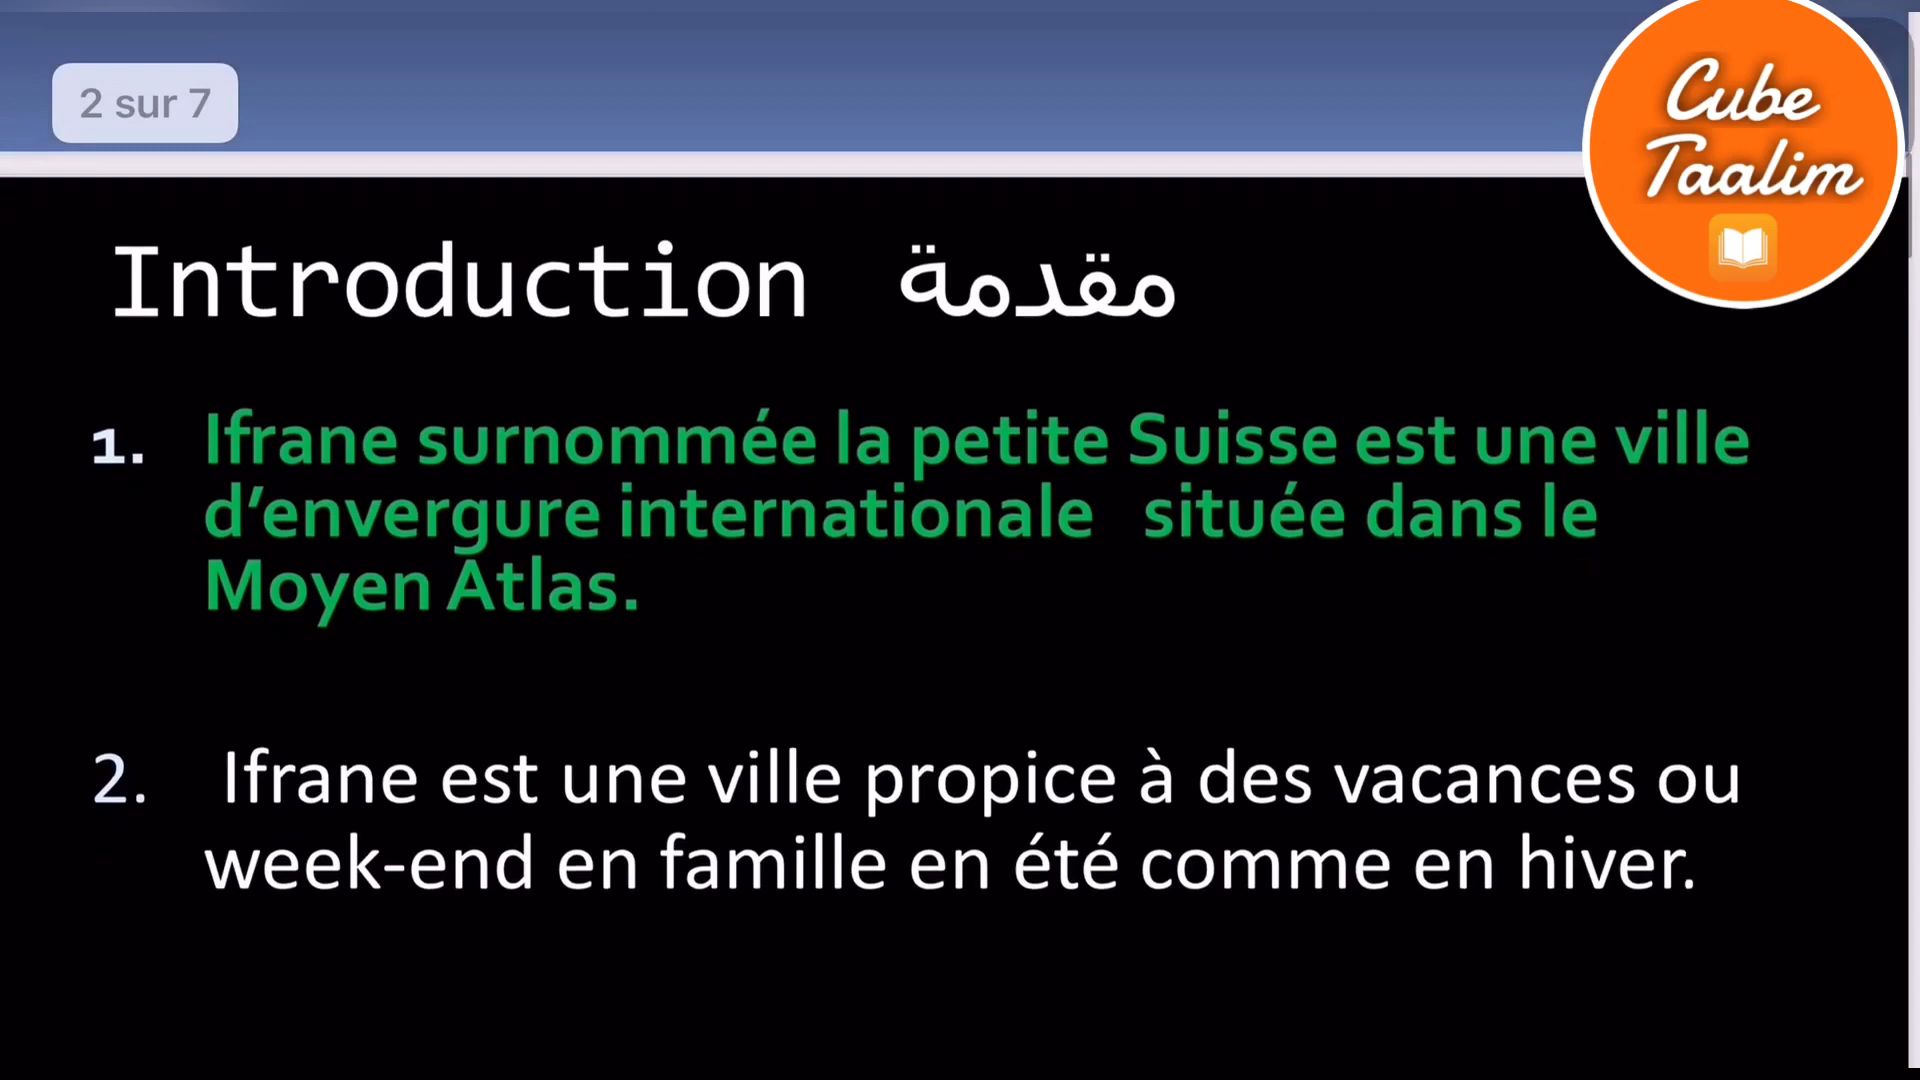 2 sur 7
Cube
Taalim
Introduction مقدمة
1. Ifrane surnommée la petite Suisse est une ville
d’envergure internationale située dans le
Moyen Atlas.
2. Ifrane est une ville propice à des vacances ou
week-end en famille en été comme en hiver.